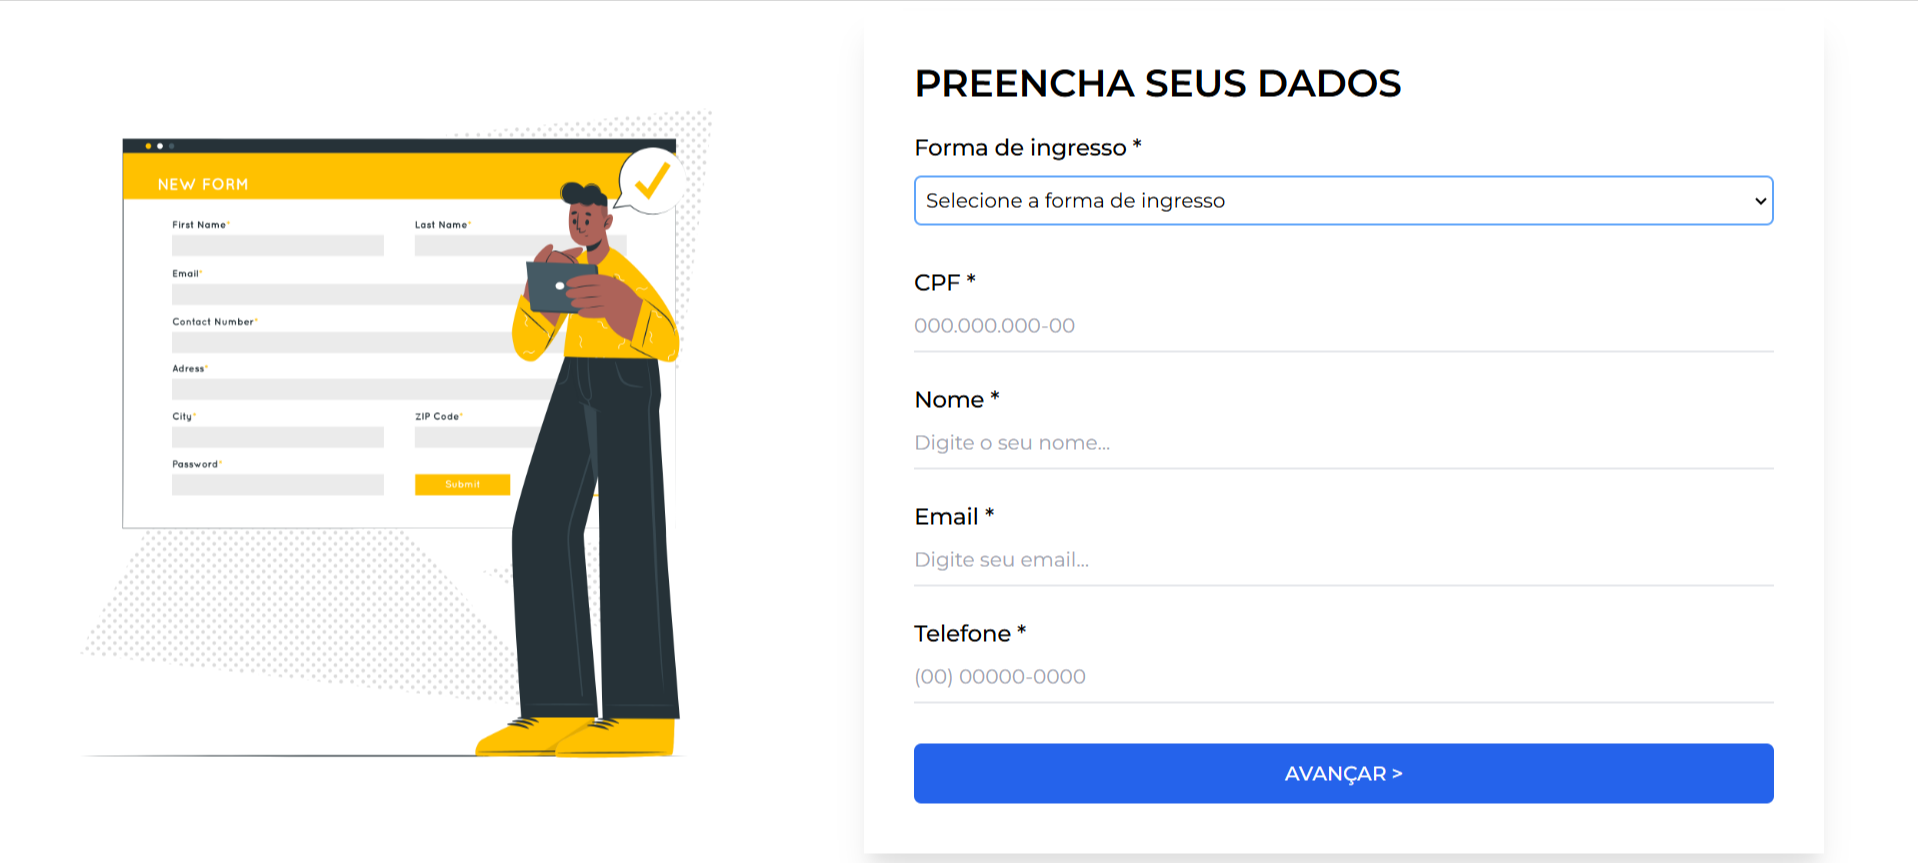 NEW FORM
First Name*
Last Name*
Email*
Contact Number*
Adress*
City*
ZIP Code*
Password*
Submit
PREENCHA SEUS DADOS
Forma de ingresso *
Selecione a forma de ingresso
CPF *
000.000.000-00
Nome *
Digite o seu nome...
Email *
Digite seu email...
Telefone *
(00) 00000-0000
AVANÇAR >